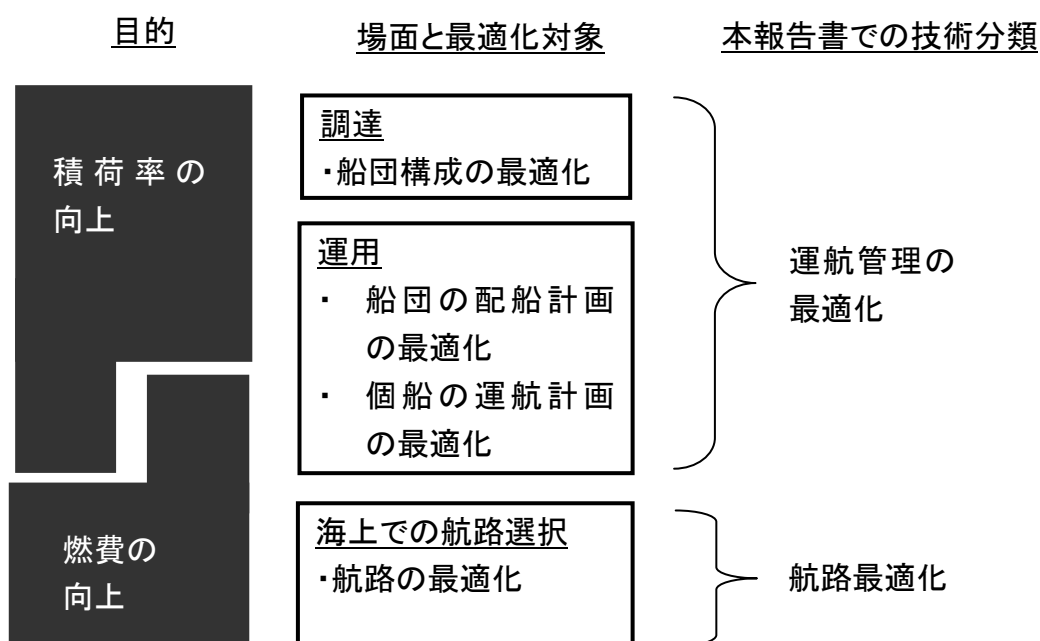 目的
場面と最適化対象
本報告書での技術分類
積荷率の
向上
燃費の
向上
調達
・船団構成の最適化
運用
・ 船団の配船計画
の最適化
・ 個船の運航計画
の最適化
海上での航路選択
・航路の最適化
運航管理の
最適化
航路最適化